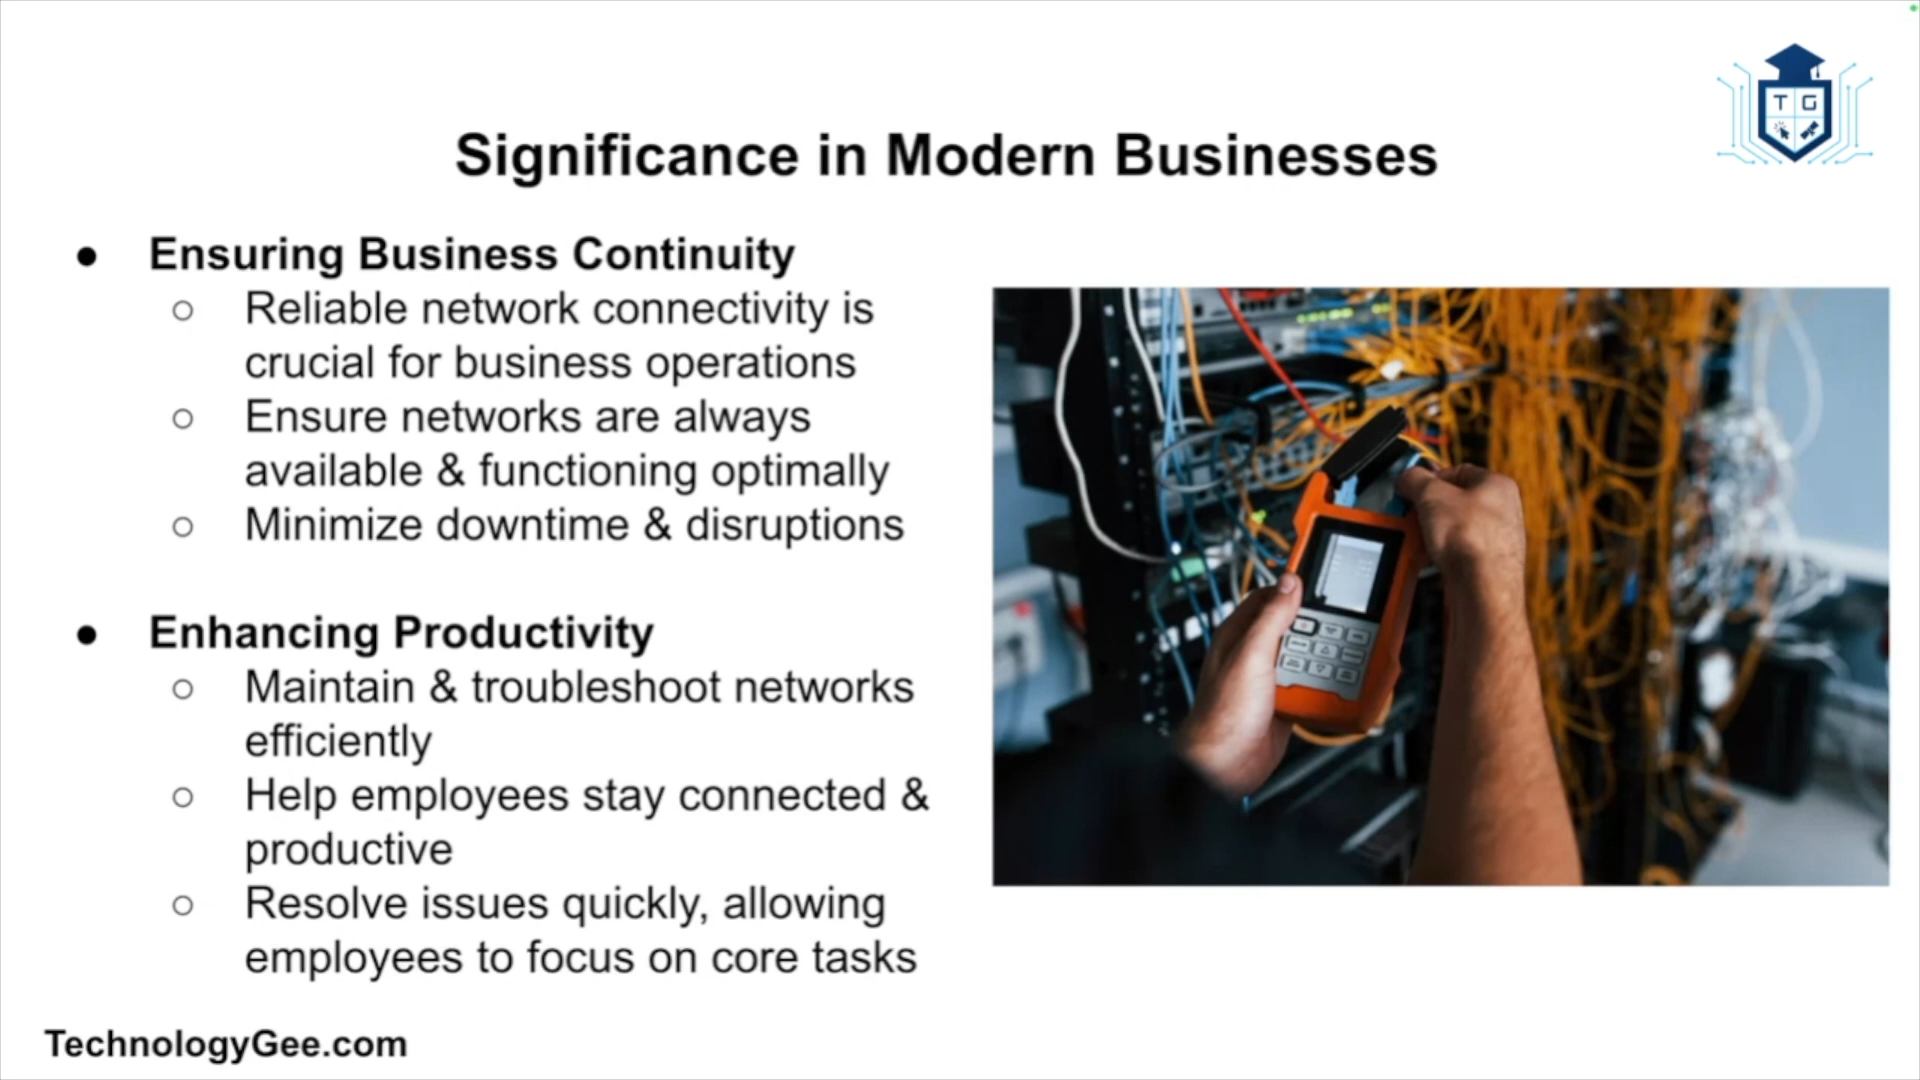 T G
Significance in Modern Businesses
● Ensuring Business Continuity
○ Reliable network connectivity is
crucial for business operations
○ Ensure networks are always
available & functioning optimally
○ Minimize downtime & disruptions
● Enhancing Productivity
○ Maintain & troubleshoot networks
efficiently
○ Help employees stay connected &
productive
○ Resolve issues quickly, allowing
employees to focus on core tasks
TechnologyGee.com